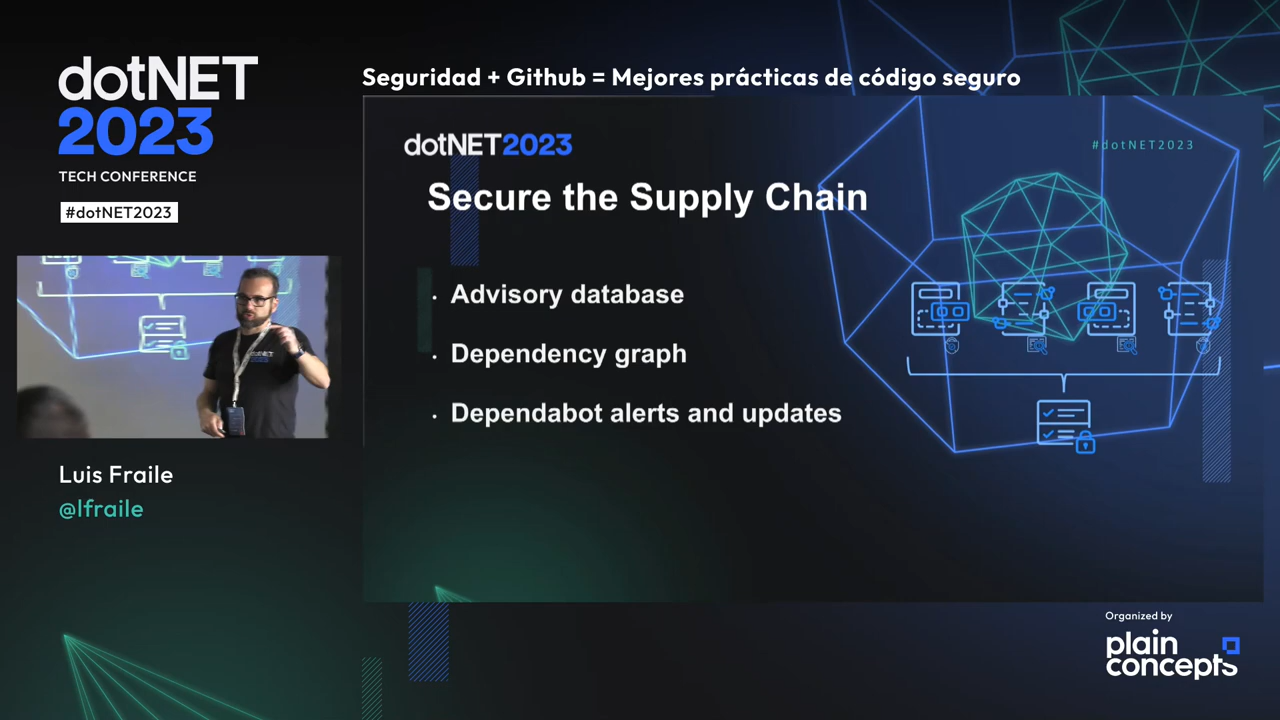 dotNET
2023
TECH CONFERENCE
#dotNET2023
Seguridad + Github = Mejores prácticas de código seguro
dotNET2023
#dotNET2023
Secure the Supply Chain
· Advisory database
· Dependency graph
· Dependabot alerts and updates
Luis Fraile
@lfraile
Organized by
plain
concepts